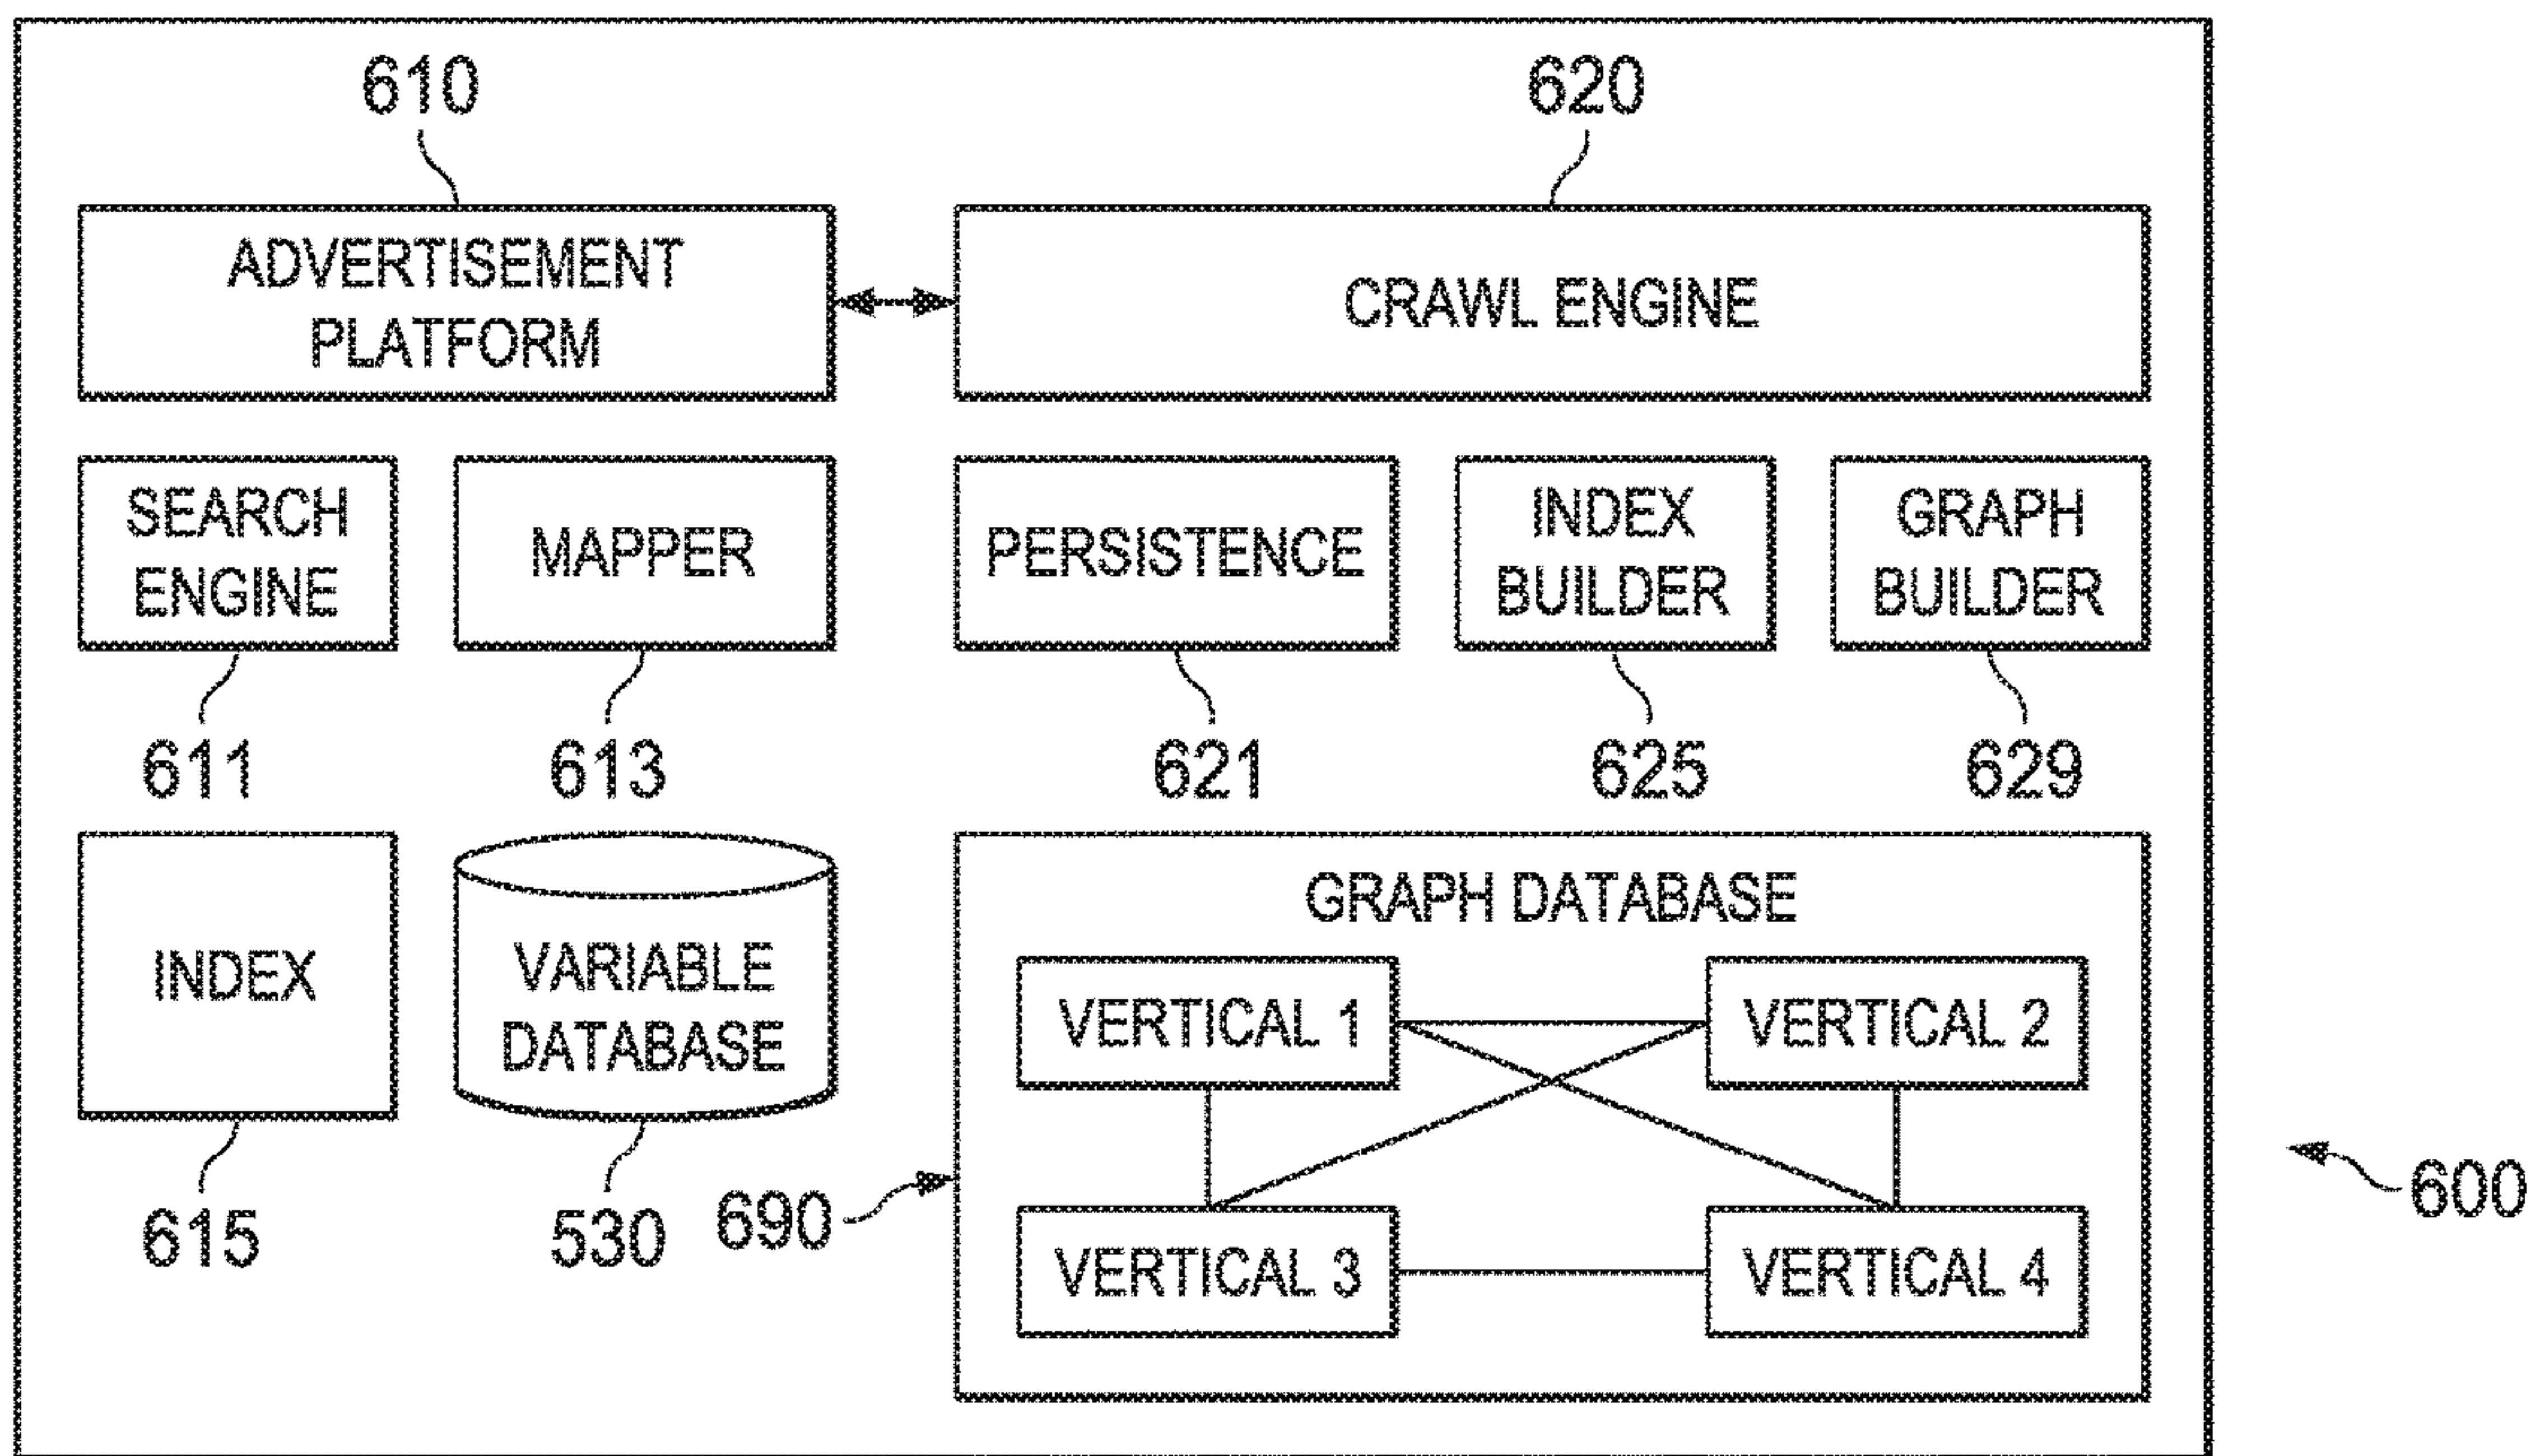 610
620
ADVERTISEMENT
PLATFORM
CRAWL ENGINE
SEARCH
ENGINE
MAPPER
PERSISTENCE
INDEX
BUILDER
GRAPH
BUILDER
611
613
621
625
629
INDEX
VARIABLE
DATABASE
GRAPH DATABASE
VERTICAL 1
VERTICAL 2
VERTICAL 3
VERTICAL 4
615
530
690
600